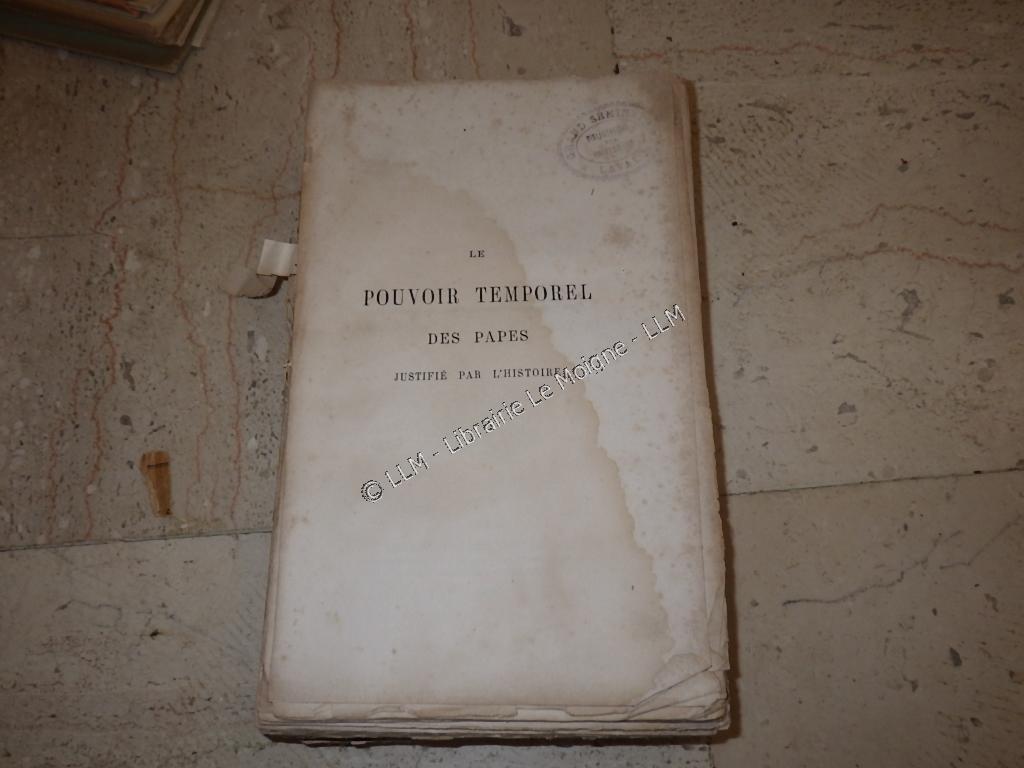 LE
POUVOIR TEMPOREL
DES PAPES
JUSTIFIÉ PAR L'HISTOIRE
© LLM - Librairie Le Moigne - LLM